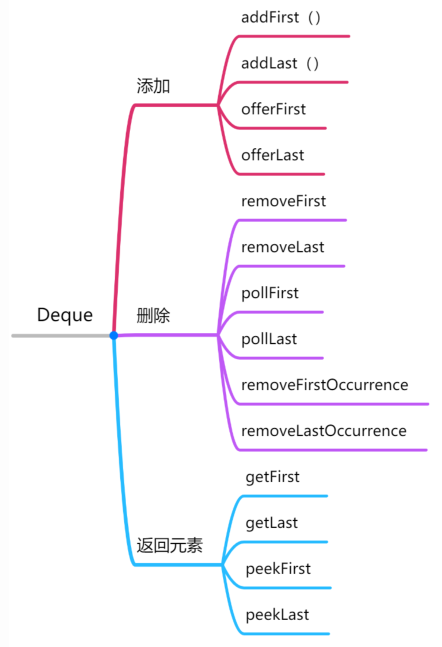 Deque
添加
addFirst（）
addLast（）
offerFirst
offerLast
删除
removeFirst
removeLast
pollFirst
pollLast
removeFirstOccurrence
removeLastOccurrence
返回元素
getFirst
getLast
peekFirst
peekLast